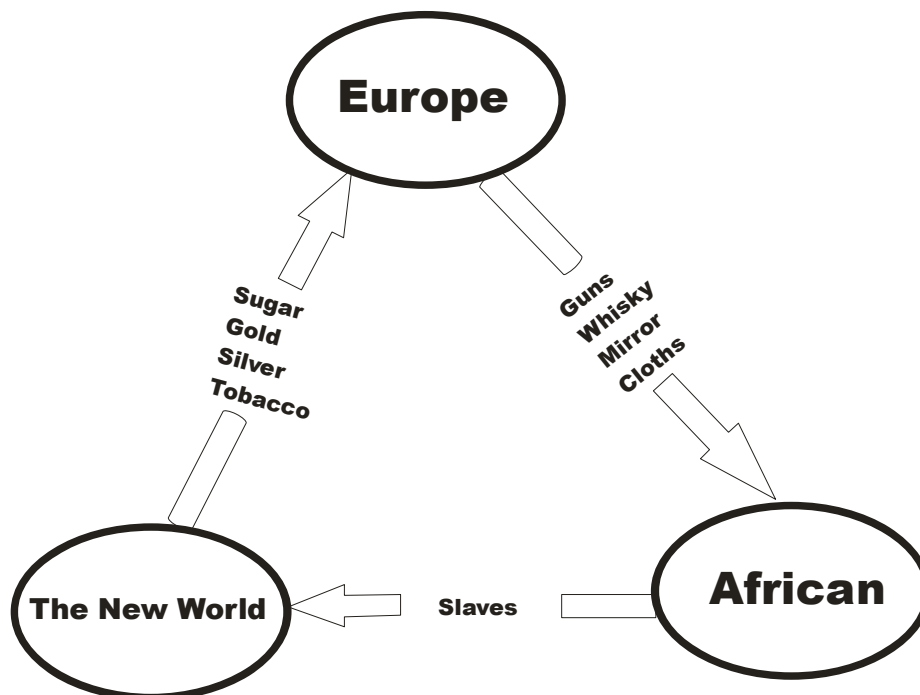 Europe
Sugar
Gold
Silver
Tobacco
Guns
Whisky
Mirror
Cloths
The New World
Slaves
African